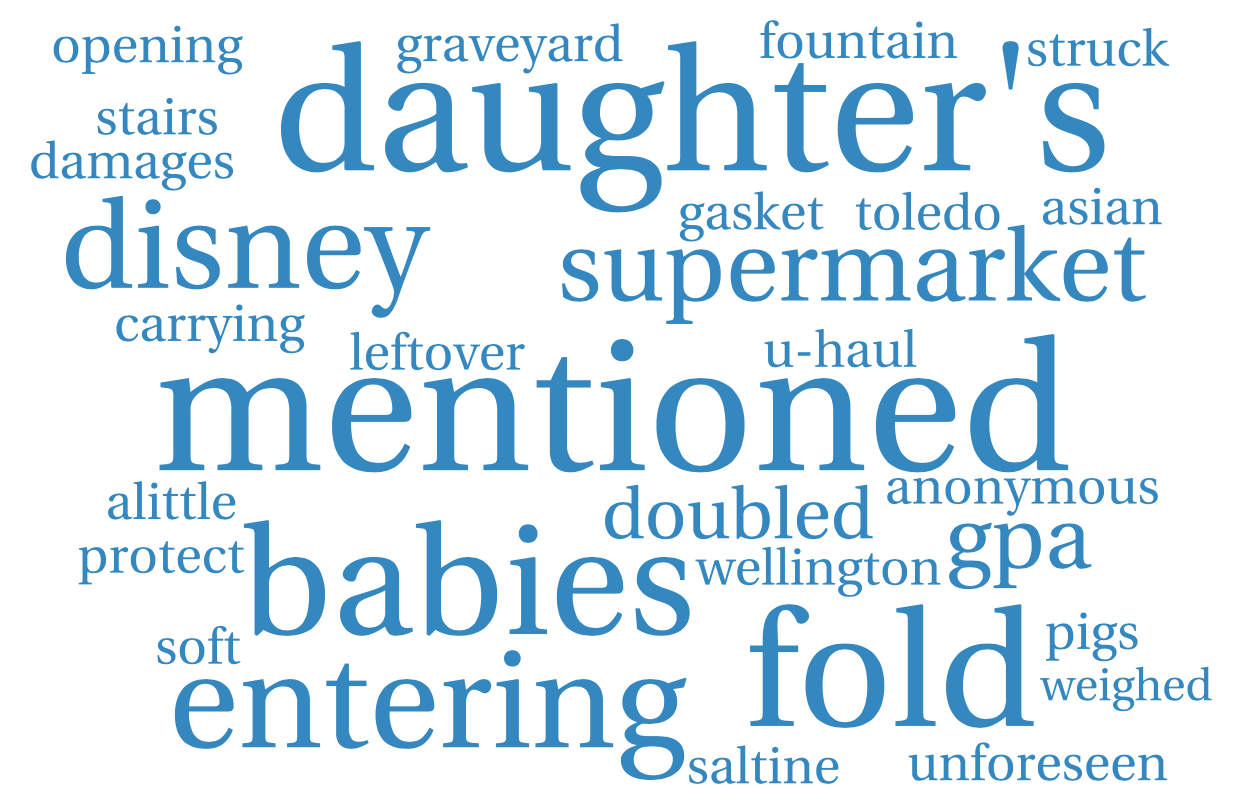 opening
graveyard
fountain
struck
daughter's
stairs
damages
disney
gasket
toledo
asian
supermarket
carrying
leftover
u-haul
mentioned
alittle
doubled
anonymous
protect
babies
wellington
gpa
soft
fold
pigs
entering
weighed
saltine
unforeseen